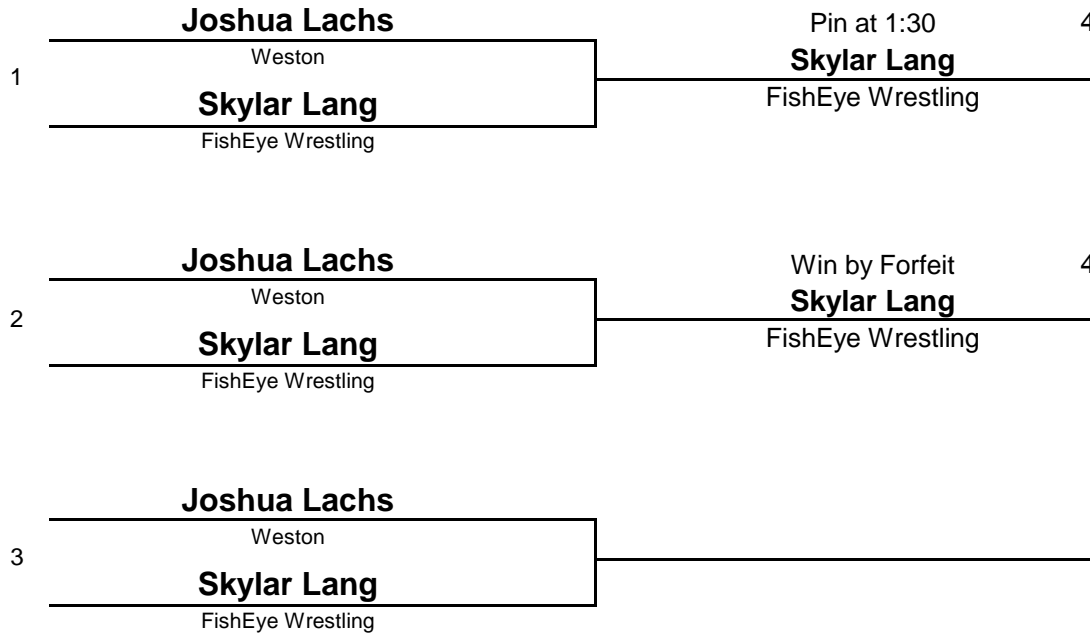 Joshua Lachs
Weston
1
Skylar Lang
FishEye Wrestling
Pin at 1:30
4
Skylar Lang
FishEye Wrestling
Joshua Lachs
Weston
2
Skylar Lang
FishEye Wrestling
Win by Forfeit
4
Skylar Lang
FishEye Wrestling
Joshua Lachs
Weston
3
Skylar Lang
FishEye Wrestling